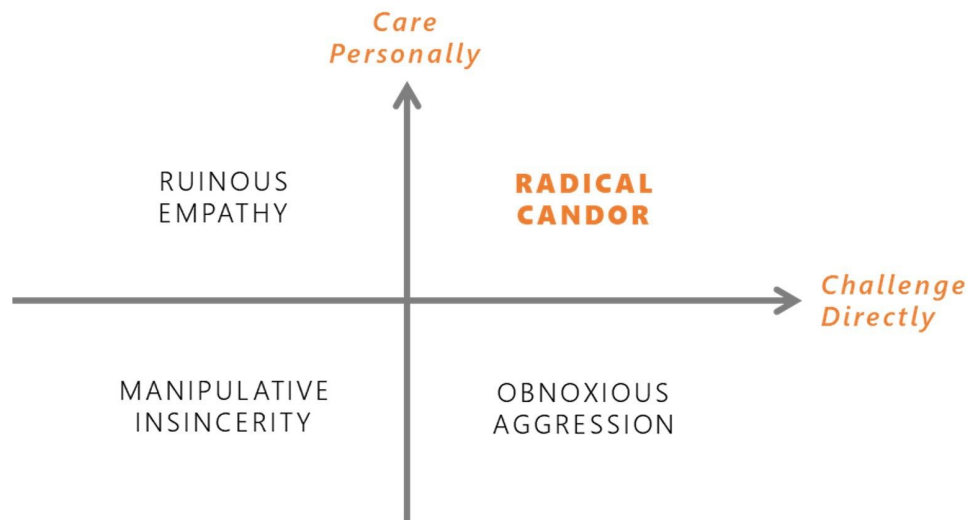 Care
Personally
RUINOUS
EMPATHY
RADICAL
CANDOR
Challenge
Directly
MANIPULATIVE
INSINCERITY
OBNOXIOUS
AGGRESSION